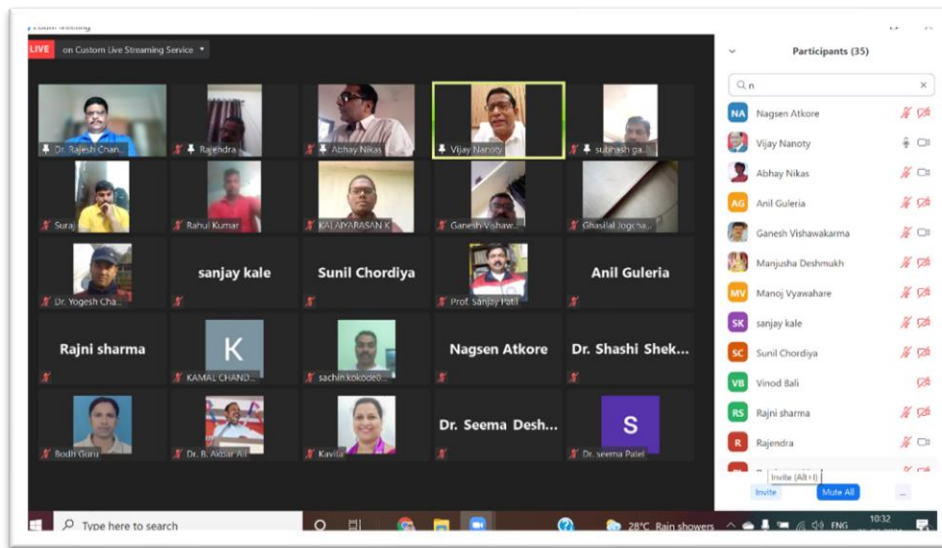 LIVE on Custom Live Streaming Service
Participants (35)
n
Dr. Rajesh Chan...
Rajendra
Abhay Nikas
Vijay Nanoty
subhash ga...
Suraj
Rahul Kumar
KALAIYARASAN K
Ganesh Vishaw...
Ghasilal Jogcha...
Dr. Yogesh Cha...
sanjay kale
Sunil Chordiya
Prof. Sanjay Patil
Anil Guleria
Rajni sharma
K
KAMAL CHAND...
sachin.kokode0...
Nagsen Atkore
Dr. Shashi Shek...
Bodh Guru
Dr. B. Akbar Ali
Kavita
Dr. Seema Desh...
S
Dr. seema Patel
NA Nagsen Atkore
Vijay Nanoty
Abhay Nikas
AG Anil Guleria
Ganesh Vishawakarma
Manjusha Deshmukh
MV Manoj Vyawahare
SK sanjay kale
SC Sunil Chordiya
VB Vinod Bali
RS Rajni sharma
R Rajendra
Invite (Alt+I)
Invite Mute All ...
Type here to search
28°C Rain showers ENG 10:32